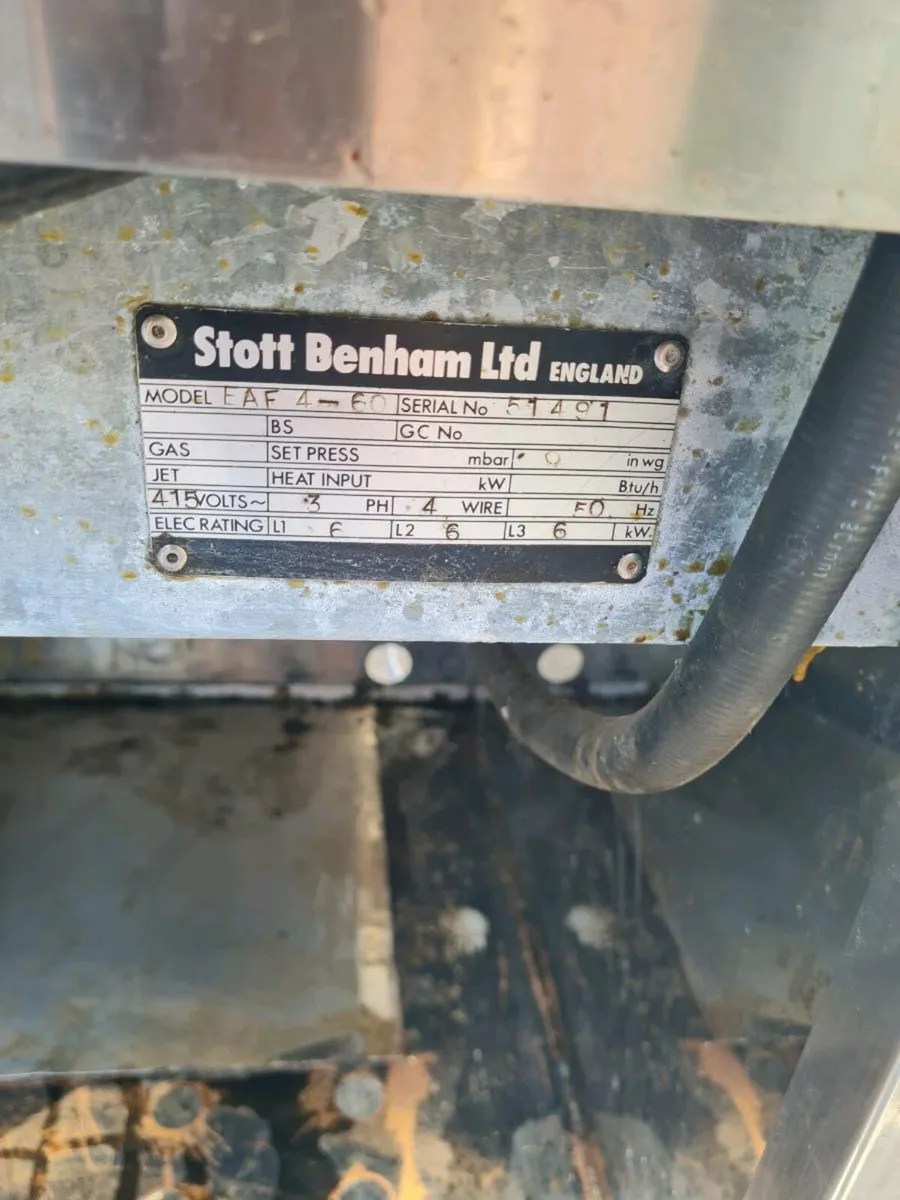 Stott Benham Ltd ENGLAND
MODEL EAF 4-60 SERIAL No 51491
BS GC No
GAS SET PRESS mbar 0 in wg
JET HEAT INPUT kW Btu/h
415 VOLTS~ 3 PH 4 WIRE 50 Hz
ELEC RATING L1 6 L2 6 L3 6 kW.